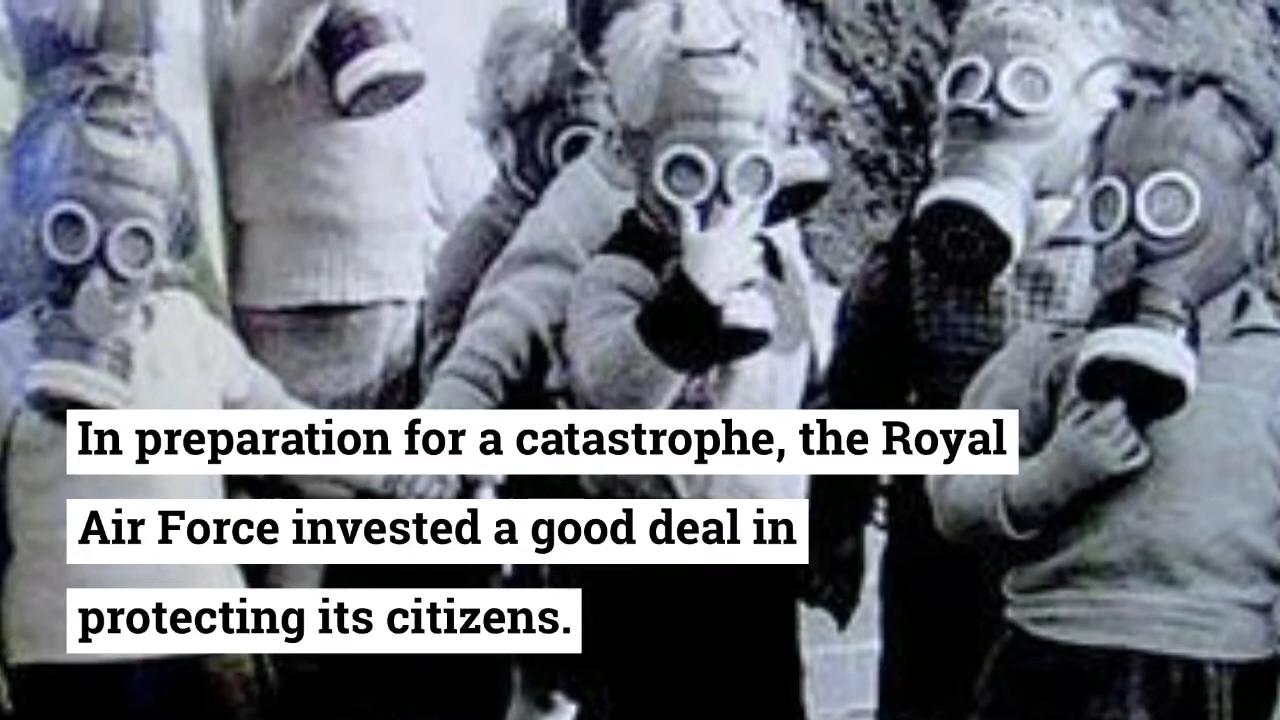 In preparation for a catastrophe, the Royal
Air Force invested a good deal in
protecting its citizens.